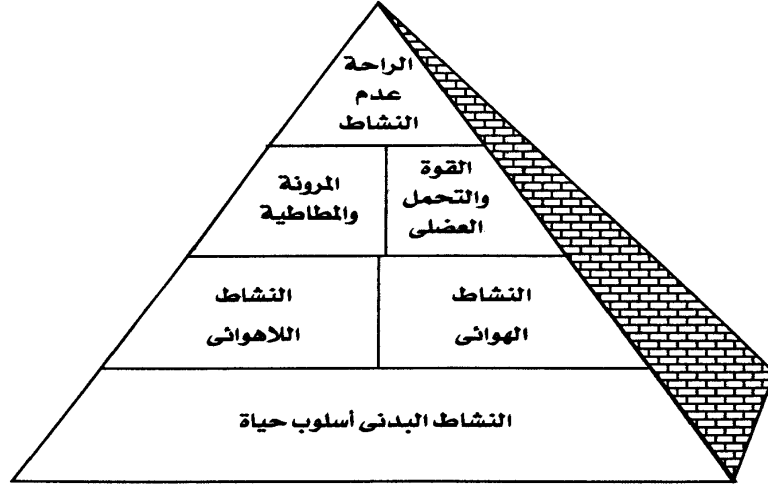 الراحة
عدم
النشاط
القوة
والتحمل
العضلى
المرونة
والمطاطية
النشاط
الهوائى
النشاط
اللاهوائى
النشاط البدنى أسلوب حياة